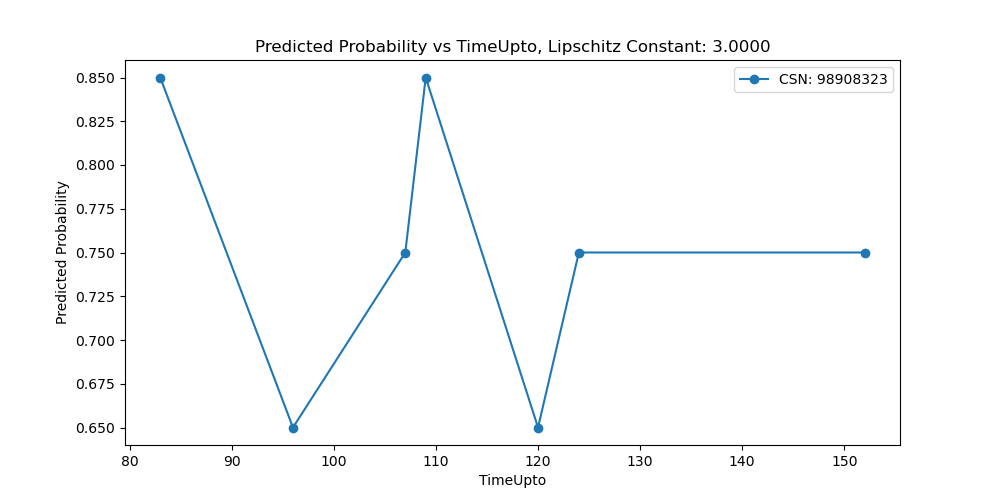 Predicted Probability vs TimeUpto, Lipschitz Constant: 3.0000
CSN: 98908323
Predicted Probability
0.850
0.825
0.800
0.775
0.750
0.725
0.700
0.675
0.650
80 90 100 110 120 130 140 150
TimeUpto